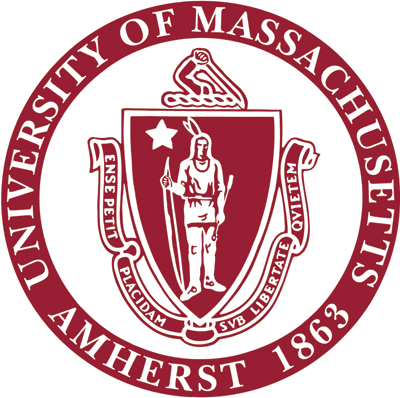 UNIVERSITY OF MASSACHUSETTS
AMHERST 1863
ENSE PETIT
PLACIDAM
SVB LIBERTATE
QVIETEM